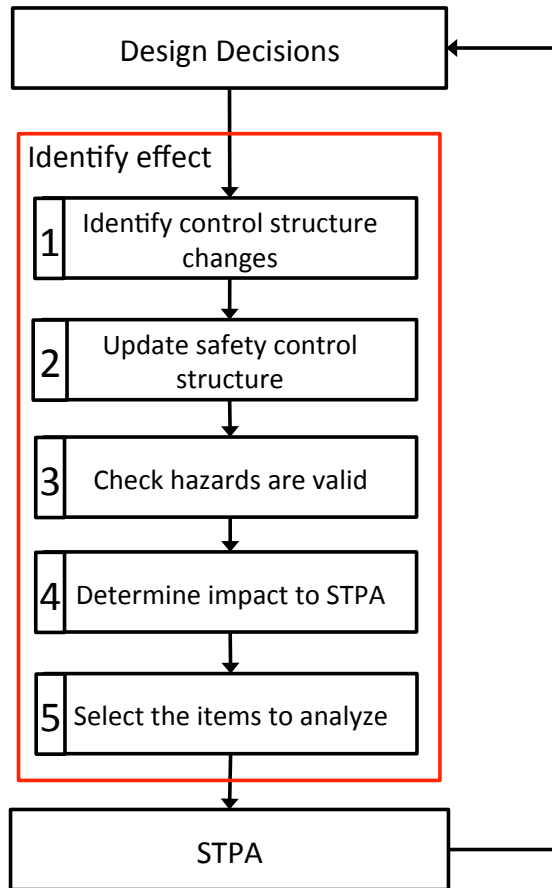 Design Decisions
Identify effect
1
Identify control structure
changes
2
Update safety control
structure
3
Check hazards are valid
4
Determine impact to STPA
5
Select the items to analyze
STPA